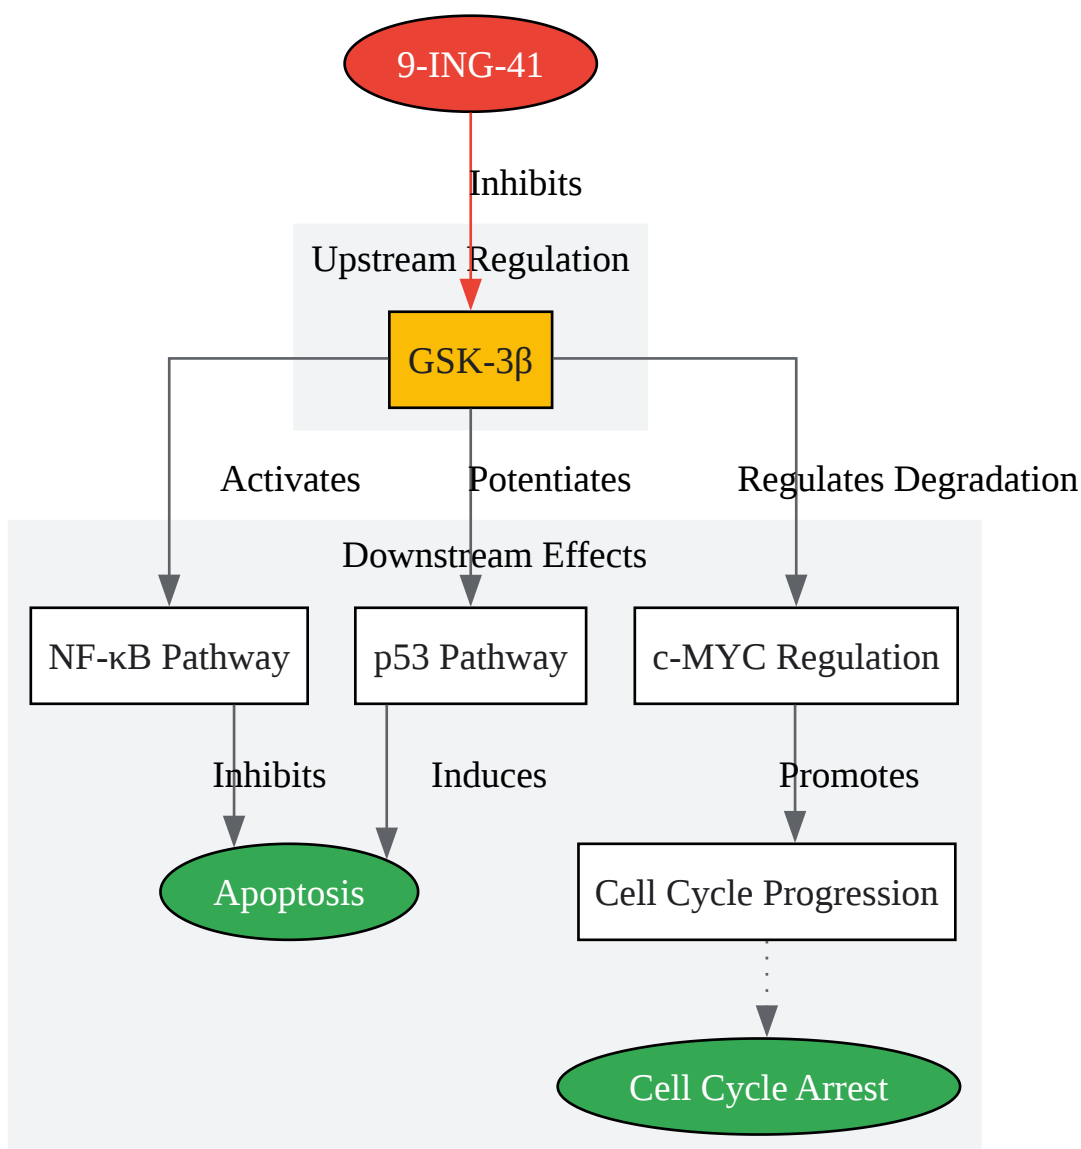 9-ING-41
Inhibits
Upstream Regulation
GSK-3β
Activates
Potentiates
Regulates Degradation
Downstream Effects
NF-κB Pathway
p53 Pathway
c-MYC Regulation
Inhibits
Induces
Promotes
Apoptosis
Cell Cycle Progression
Cell Cycle Arrest